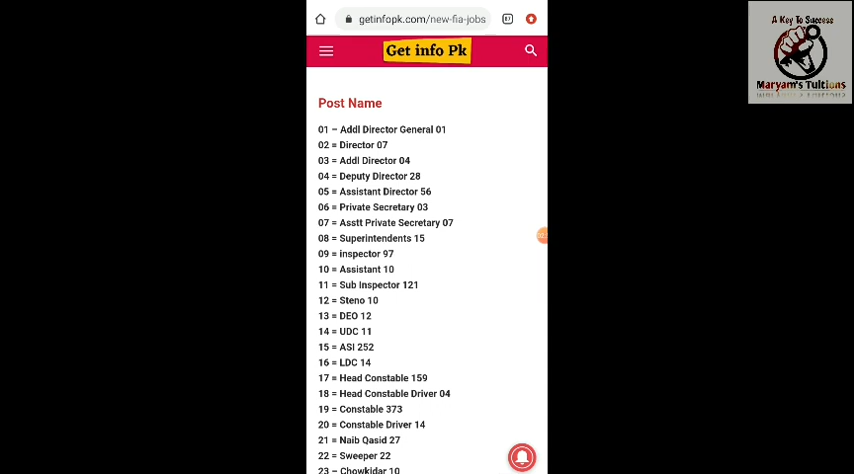 getinfopk.com/new-fia-jobs
Get info Pk
A Key To Success
Maryam's Tuitions
Post Name
01 – Addl Director General 01
02 = Director 07
03 = Addl Director 04
04 = Deputy Director 28
05 = Assistant Director 56
06 = Private Secretary 03
07 = Asstt Private Secretary 07
08 = Superintendents 15
09 = inspector 97
10 = Assistant 10
11 = Sub Inspector 121
12 = Steno 10
13 = DEO 12
14 = UDC 11
15 = ASI 252
16 = LDC 14
17 = Head Constable 159
18 = Head Constable Driver 04
19 = Constable 373
20 = Constable Driver 14
21 = Naib Qasid 27
22 = Sweeper 22
23 – Chowkidar 10